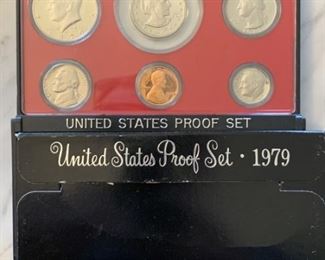 UNITED STATES PROOF SET
United States Proof Set · 1979